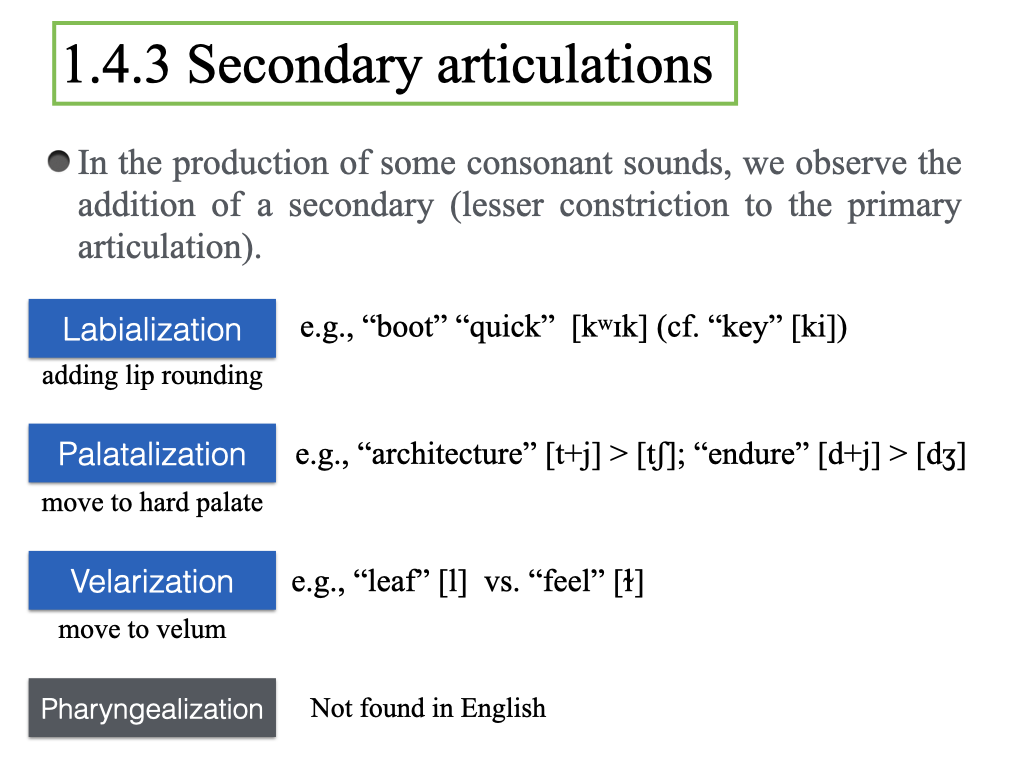 1.4.3 Secondary articulations
In the production of some consonant sounds, we observe the
addition of a secondary (lesser constriction to the primary
articulation).
Labialization e.g., “boot” “quick” [kʷɪk] (cf. “key” [ki])
adding lip rounding
Palatalization e.g., “architecture” [t+j] > [tʃ]; “endure” [d+j] > [dʒ]
move to hard palate
Velarization e.g., “leaf” [l] vs. “feel” [ɫ]
move to velum
Pharyngealization Not found in English